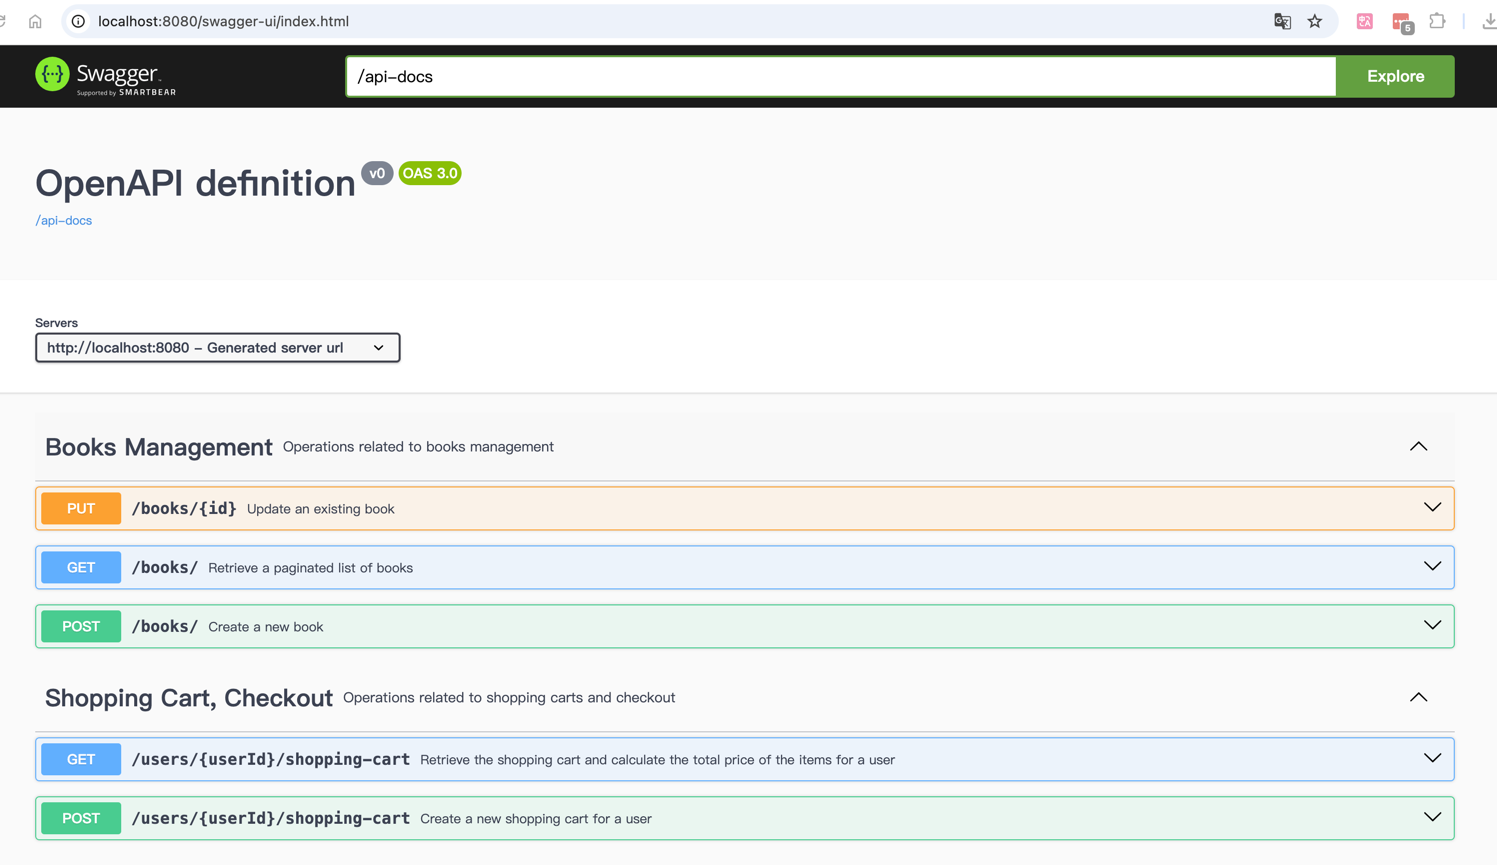 localhost:8080/swagger-ui/index.html
5
{···} Swagger™
Supported by SMARTBEAR
/api-docs
Explore
OpenAPI definition v0 OAS 3.0
/api-docs
Servers
http://localhost:8080 – Generated server url
Books Management Operations related to books management
PUT /books/{id} Update an existing book
GET /books/ Retrieve a paginated list of books
POST /books/ Create a new book
Shopping Cart, Checkout Operations related to shopping carts and checkout
GET /users/{userId}/shopping-cart Retrieve the shopping cart and calculate the total price of the items for a user
POST /users/{userId}/shopping-cart Create a new shopping cart for a user